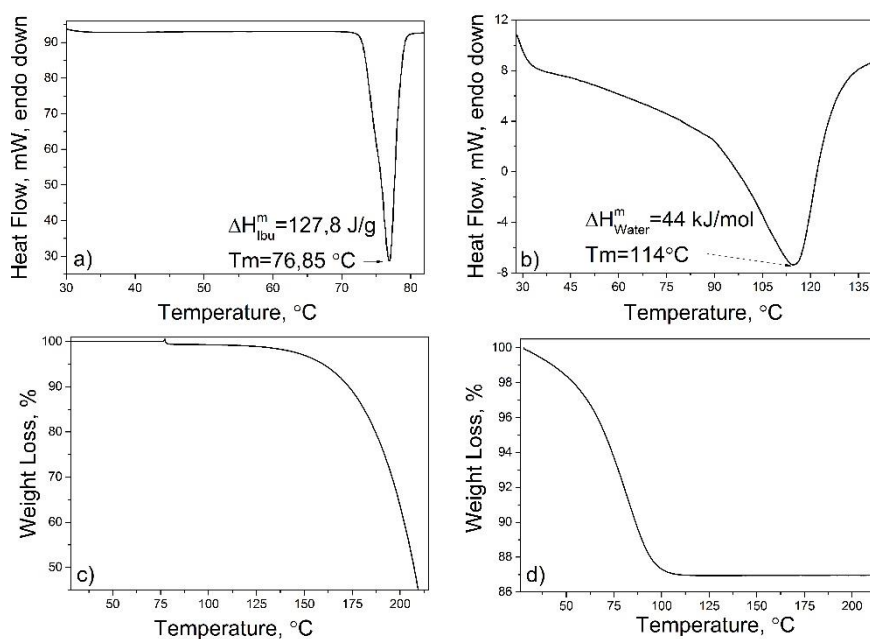 100
90
80
70
60
50
40
30
Heat Flow, mW, endo down
ΔH^m_Ibu=127,8 J/g
Tm=76,85 °C
a)
30 40 50 60 70 80
Temperature, °C
12
8
4
0
-4
-8
Heat Flow, mW, endo down
ΔH^m_Water=44 kJ/mol
Tm=114°C
b)
30 45 60 75 90 105 120 135
Temperature, °C
100
90
80
70
60
50
Weight Loss, %
c)
50 75 100 125 150 175 200
Temperature, °C
100
98
96
94
92
90
88
86
Weight Loss, %
d)
50 75 100 125 150 175 200
Temperature, °C